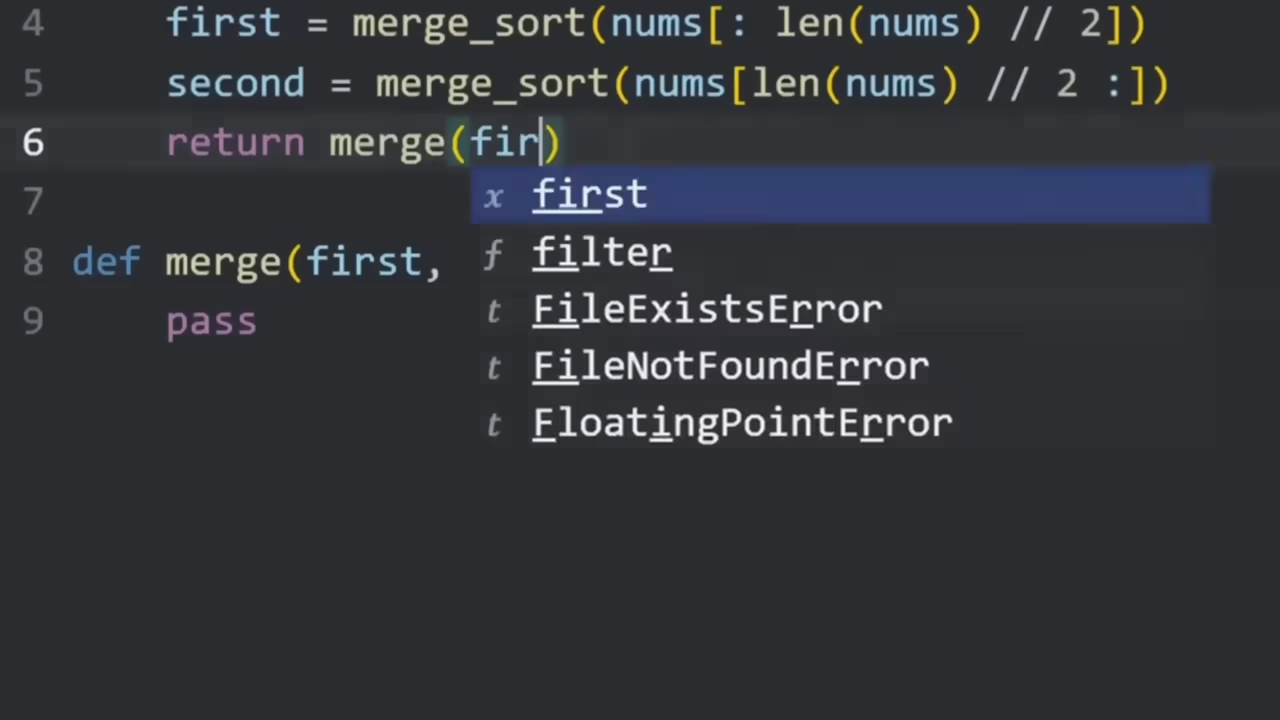 4 first = merge_sort(nums[: len(nums) // 2])
5 second = merge_sort(nums[len(nums) // 2 :])
6 return merge(fir)
x first
7
f filter
8 def merge(first,
t FileExistsError
9 pass
t FileNotFoundError
t FloatingPointError